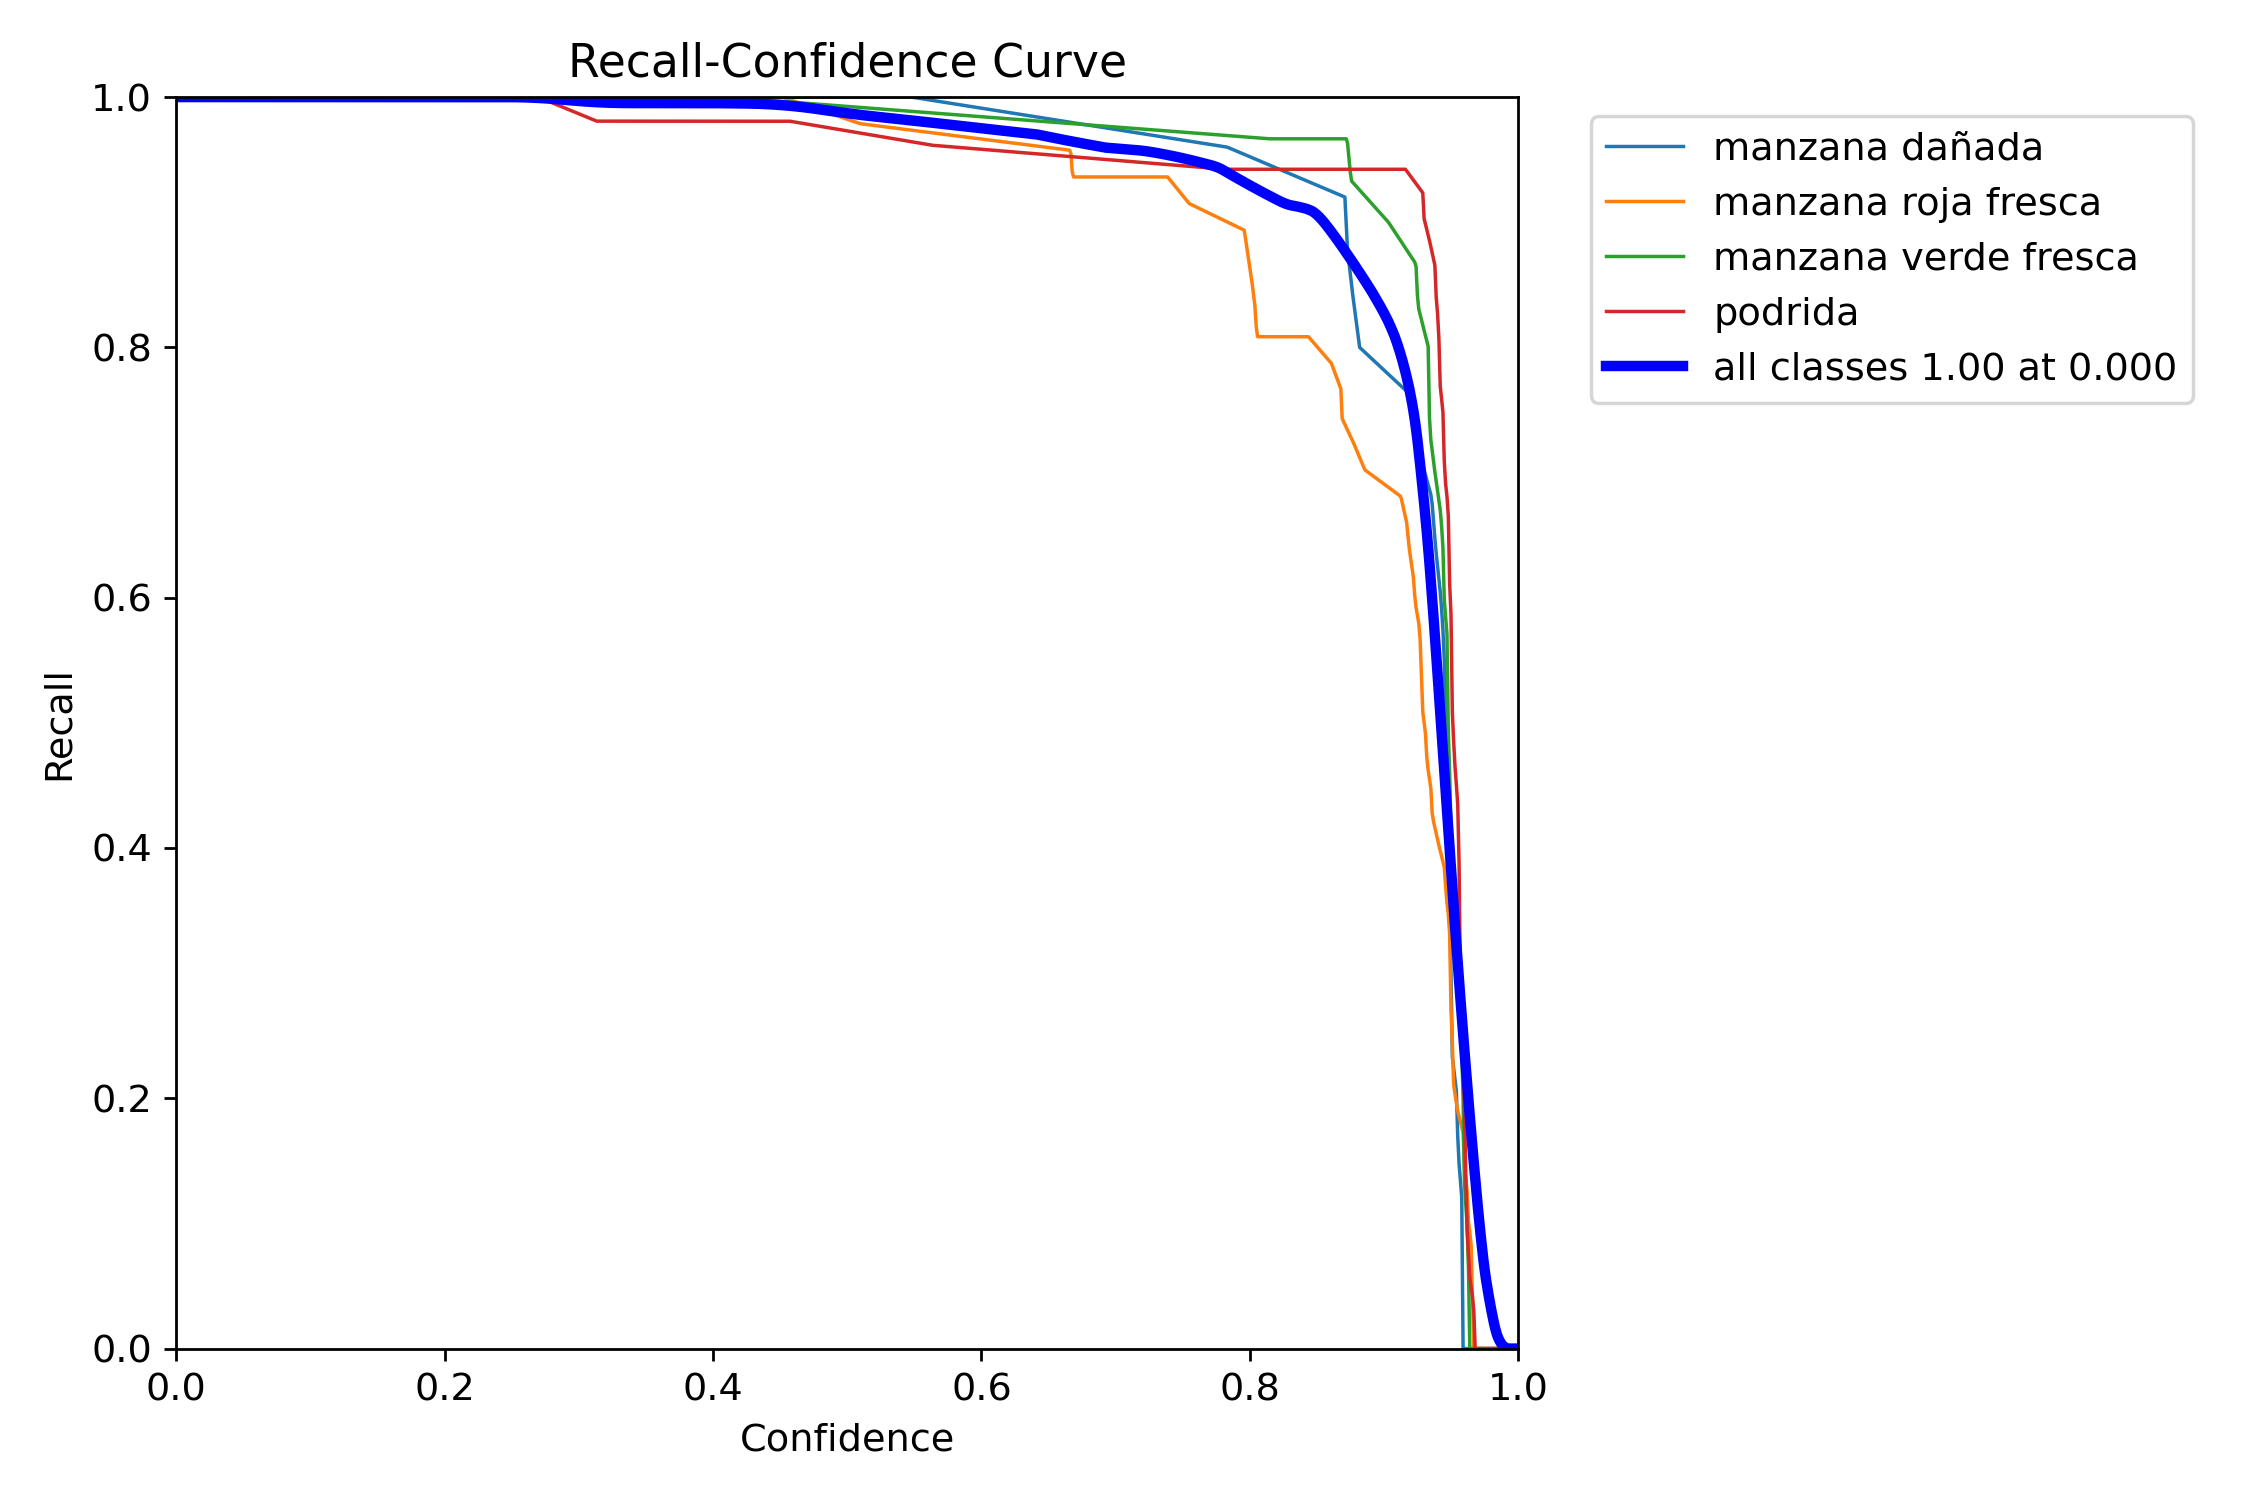 Recall-Confidence Curve
1.0
0.8
0.6
0.4
0.2
0.0
Recall
0.0 0.2 0.4 0.6 0.8 1.0
Confidence
manzana dañada
manzana roja fresca
manzana verde fresca
podrida
all classes 1.00 at 0.000